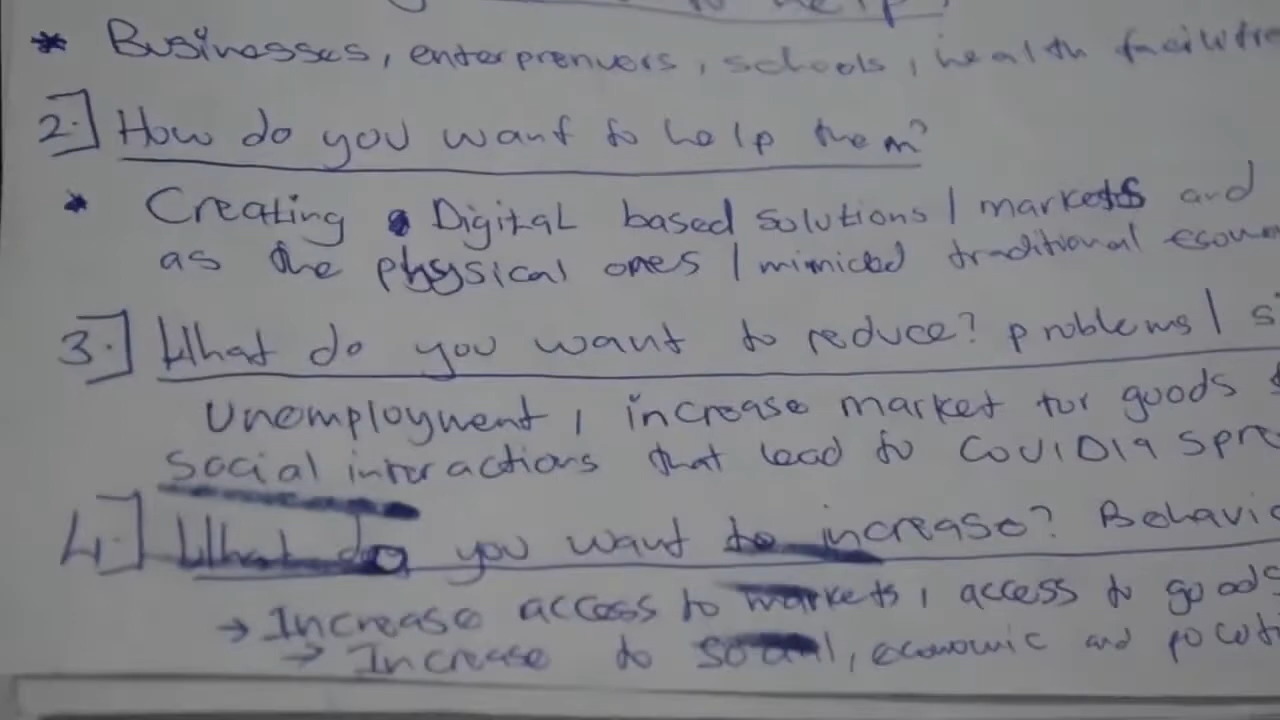 to help?
* Businesses, enterprenuers, schools, health
2.] How do you want to help them?
* Creating Digital based solutions / markets and
as the physical ones / mimicked traditional
3.] What do you want to reduce? problems /
Unemployment, increase market for goods
social interactions that lead to COVID19
4.] What do you want to increase?
→ Increase access to markets, access to goods
→ Increase to social, economic and